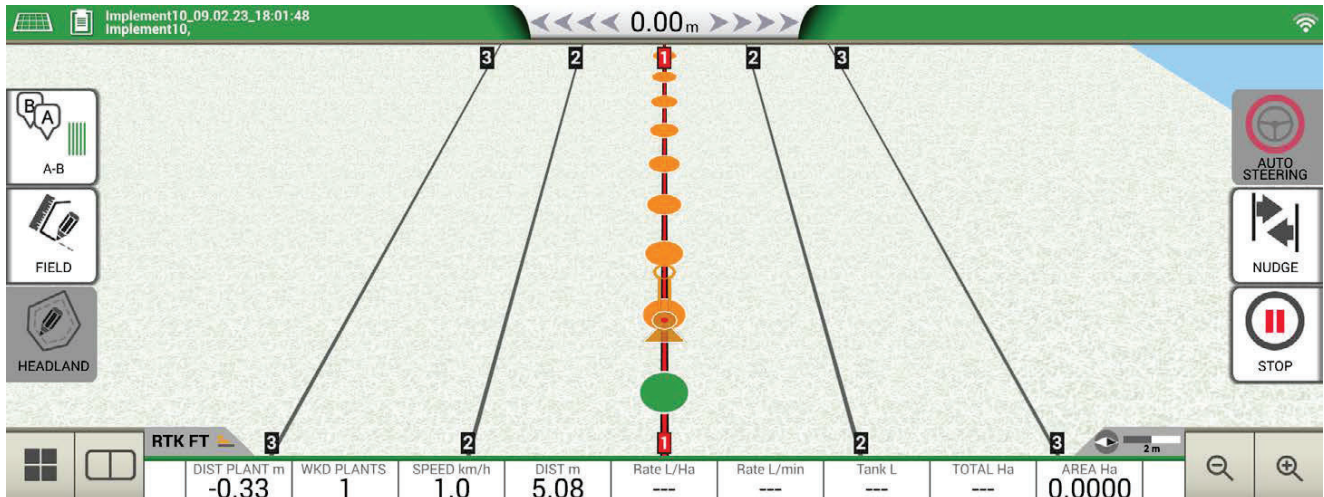 Implement10_09.02.23_18:01:48
Implement10,
0.00 m
3 2 1 2 3
B
A
A-B
FIELD
HEADLAND
AUTO
STEERING
NUDGE
STOP
RTK FT
3 2 1 2 3
2 m
DIST PLANT m WKD PLANTS SPEED km/h DIST m Rate L/Ha Rate L/min Tank L TOTAL Ha AREA Ha
-0.33 1 1.0 5.08 --- --- --- --- 0.0000